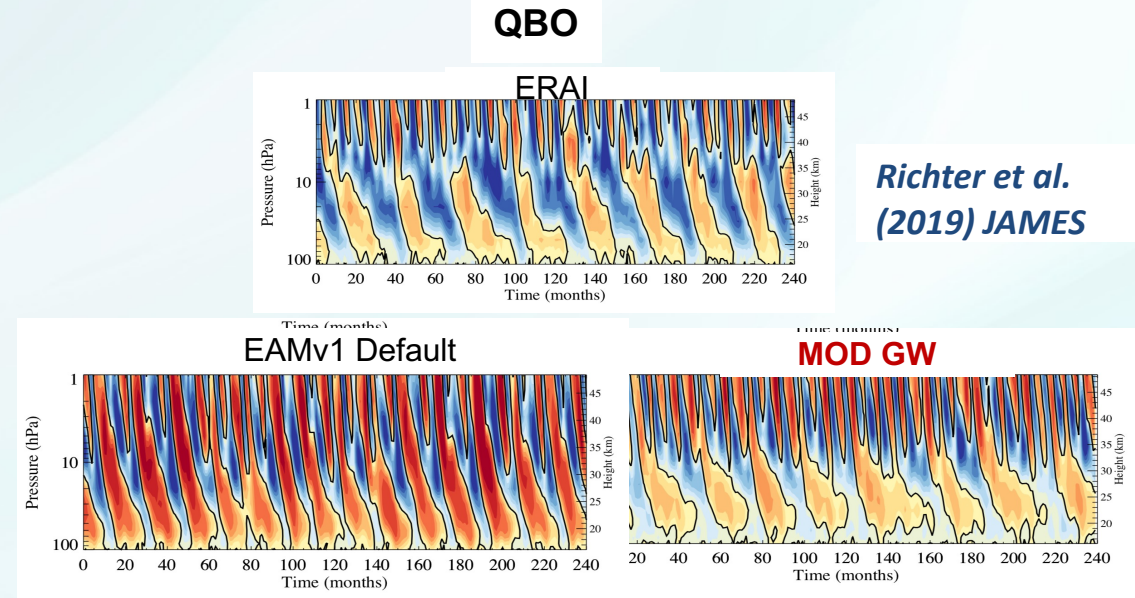 QBO
ERAI
Pressure (hPa)
1
10
100
45
40
35
30
25
20
Height (km)
0 20 40 60 80 100 120 140 160 180 200 220 240
Time (months)
Richter et al.
(2019) JAMES
Time (months)
EAMv1 Default
Pressure (hPa)
1
10
100
45
40
35
30
25
20
Height (km)
0 20 40 60 80 100 120 140 160 180 200 220 240
Time (months)
MOD GW
45
40
35
30
25
20
Height (km)
20 40 60 80 100 120 140 160 180 200 220 240
Time (months)